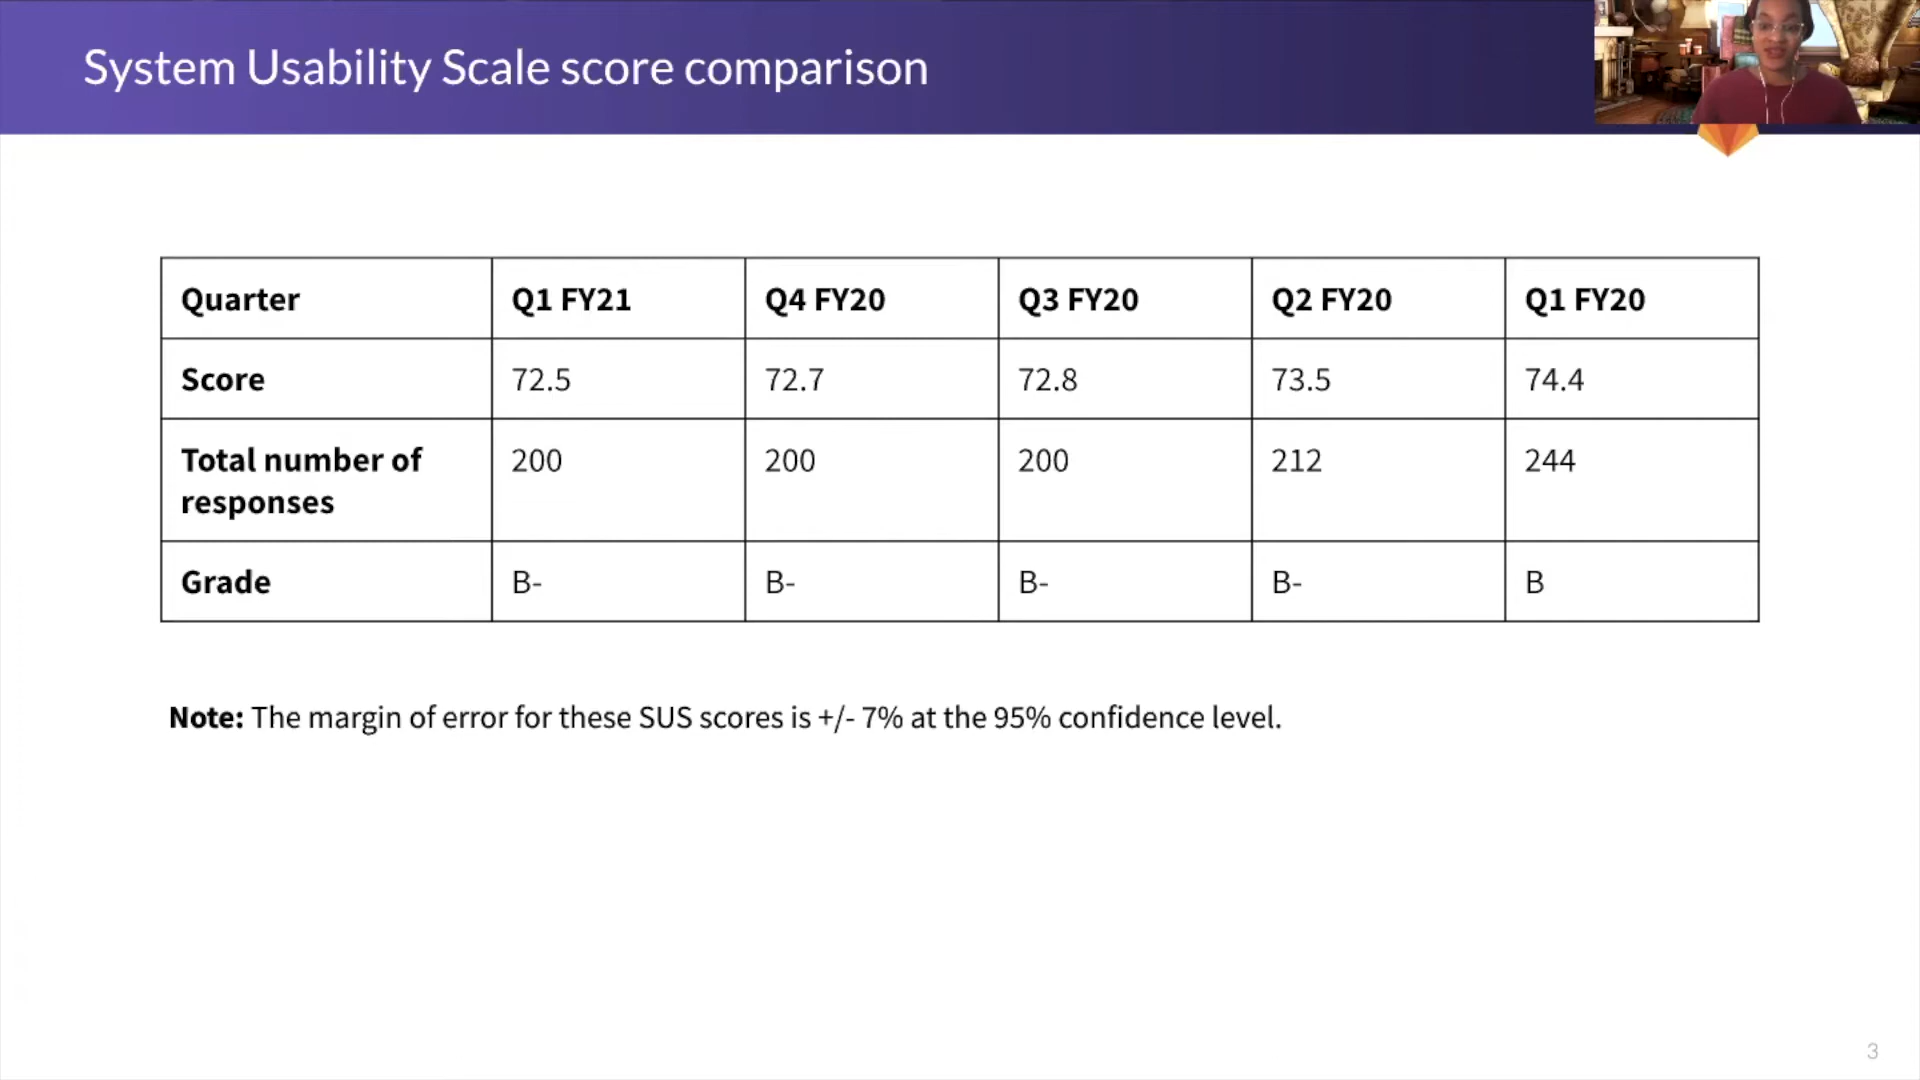 System Usability Scale score comparison
Quarter Q1 FY21 Q4 FY20 Q3 FY20 Q2 FY20 Q1 FY20
Score 72.5 72.7 72.8 73.5 74.4
Total number of responses 200 200 200 212 244
Grade B- B- B- B- B
Note: The margin of error for these SUS scores is +/- 7% at the 95% confidence level.
3